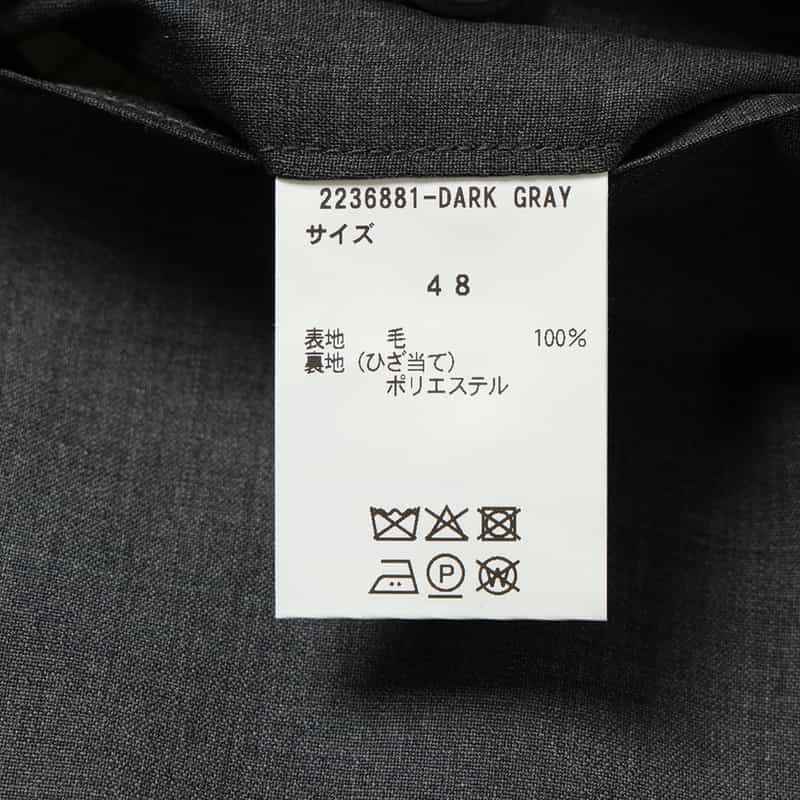 2236881-DARK GRAY
サイズ
48
表地 毛 100%
裏地 (ひざ当て)
ポリエステル
P
W